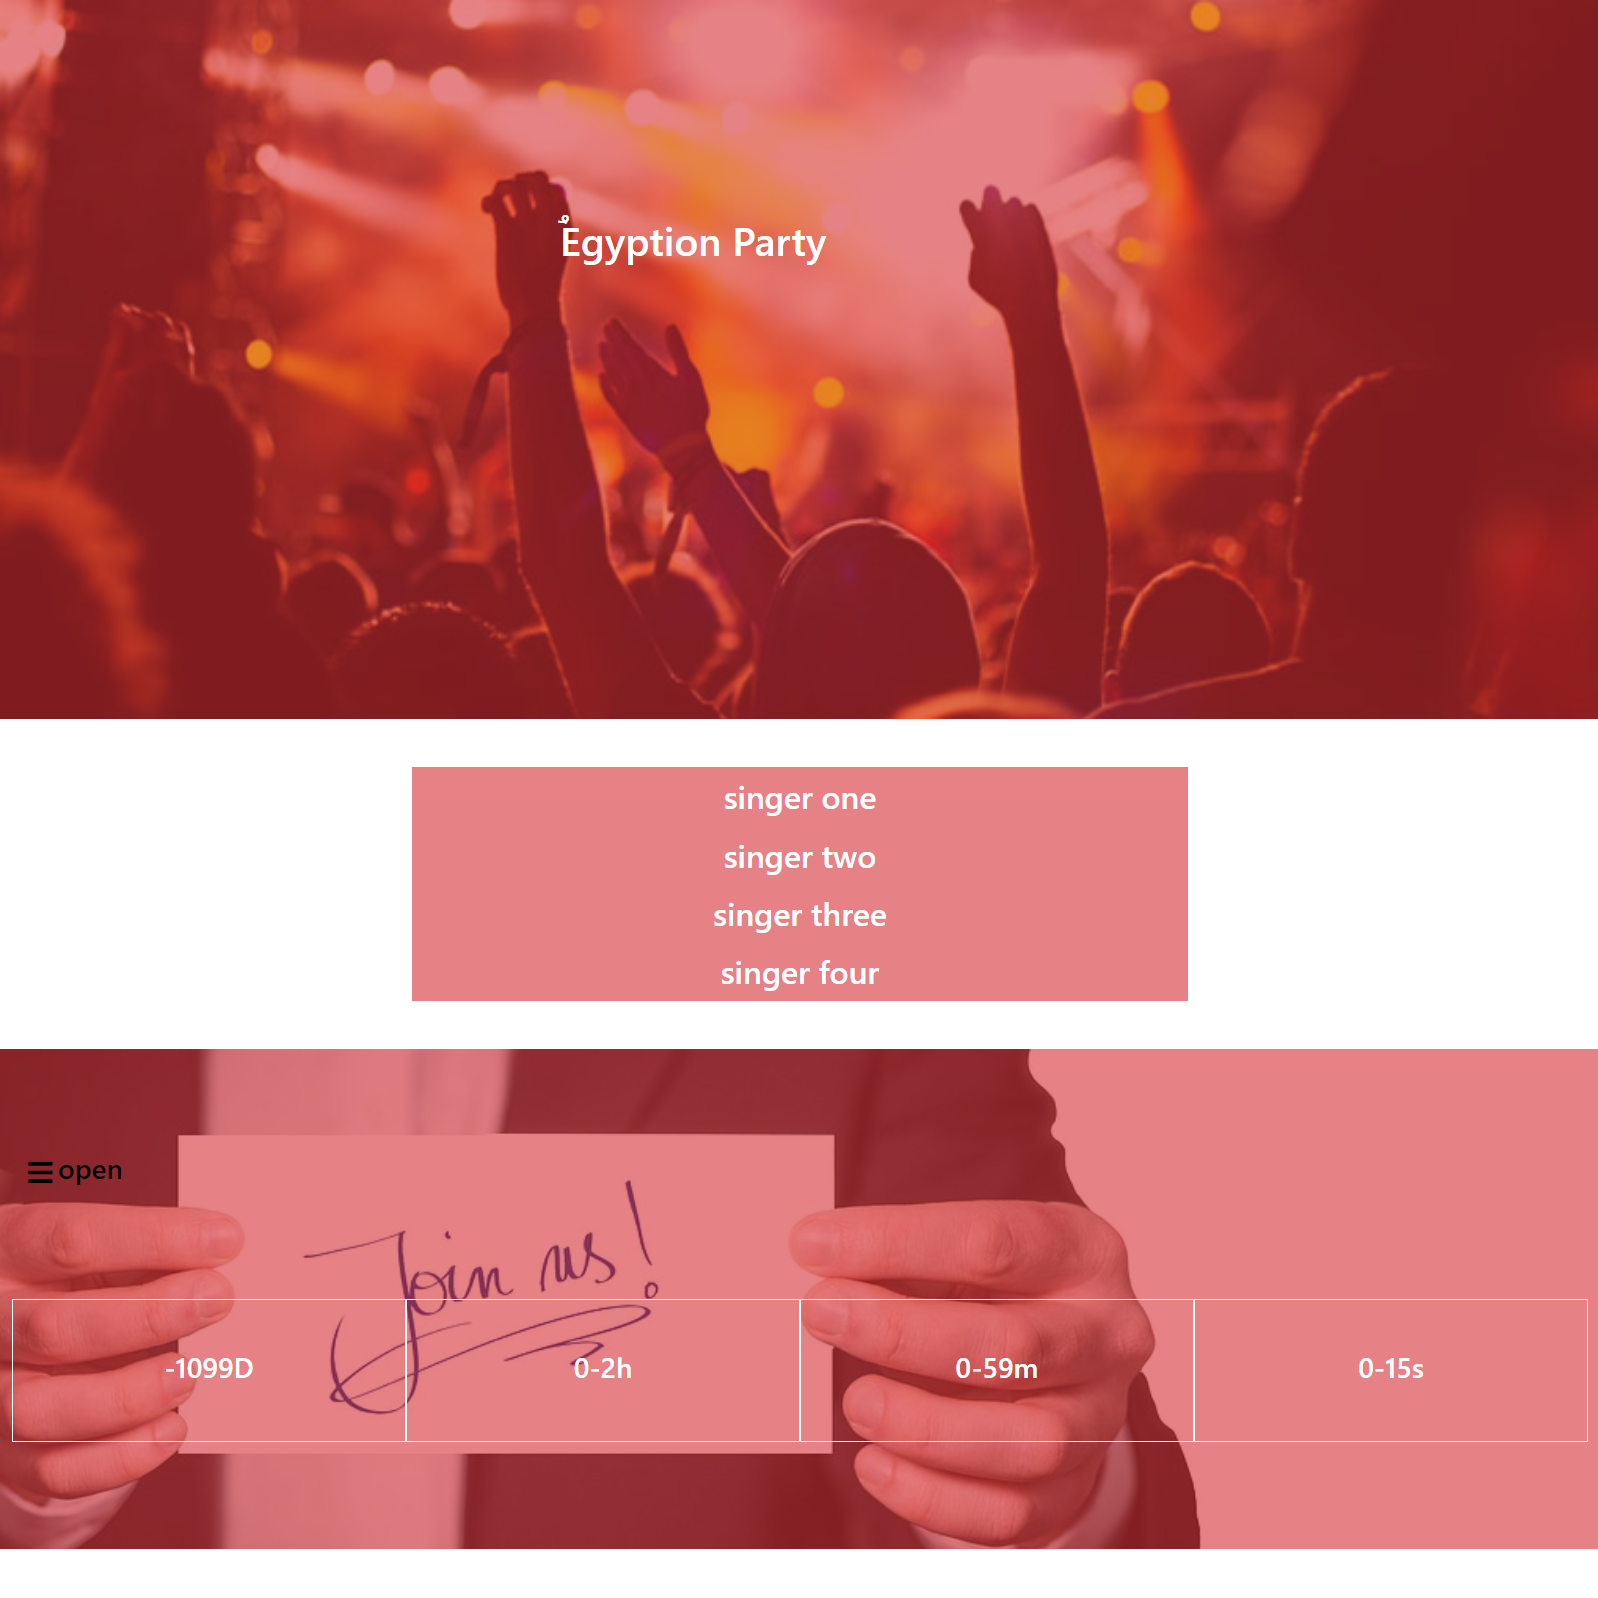 ُEgyption Party
singer one
singer two
singer three
singer four
open
Join us!
-1099D
0-2h
0-59m
0-15s